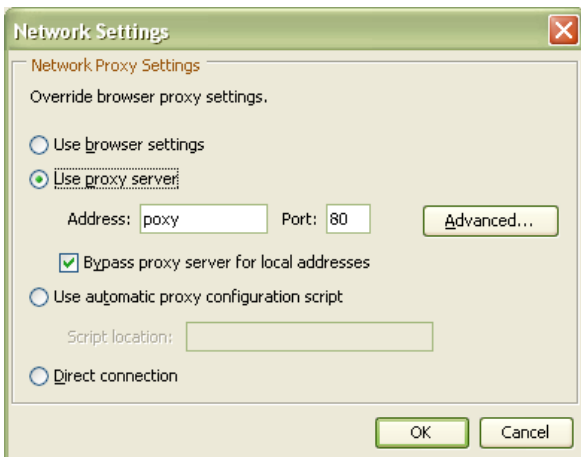 Network Settings
Network Proxy Settings
Override browser proxy settings.
Use browser settings
Use proxy server
Address: poxy Port: 80 Advanced...
Bypass proxy server for local addresses
Use automatic proxy configuration script
Script location:
Direct connection
OK Cancel